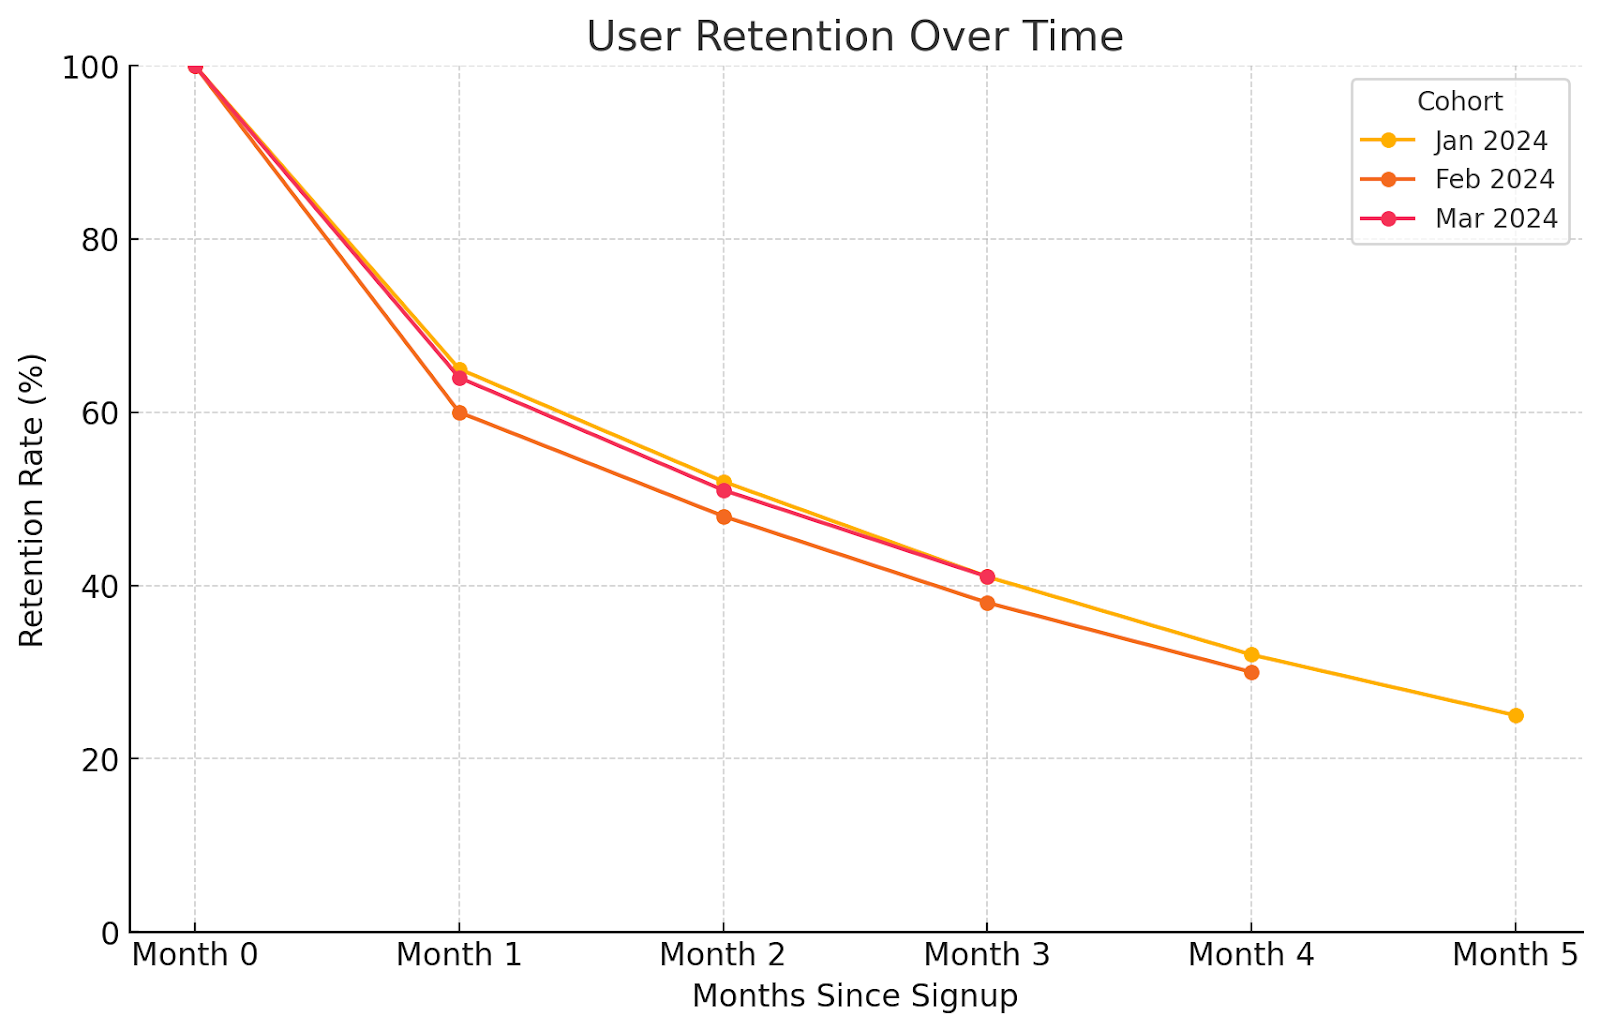 User Retention Over Time
Cohort
Jan 2024
Feb 2024
Mar 2024
Retention Rate (%)
100
80
60
40
20
0
Month 0 Month 1 Month 2 Month 3 Month 4 Month 5
Months Since Signup